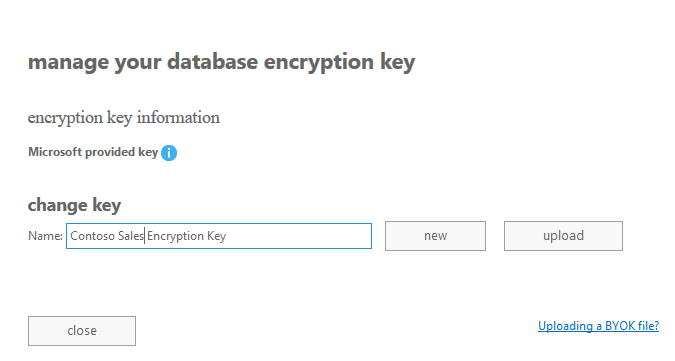 manage your database encryption key
encryption key information
Microsoft provided key i
change key
Name: Contoso Sales Encryption Key new upload
close Uploading a BYOK file?